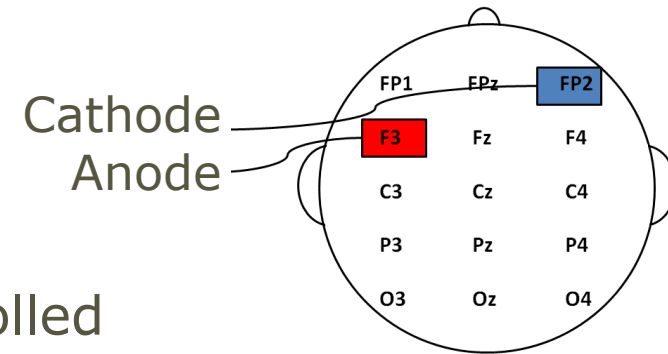 FP1 FPz FP2
Cathode
F3 Fz F4
Anode
C3 Cz C4
P3 Pz P4
O3 Oz O4
olled